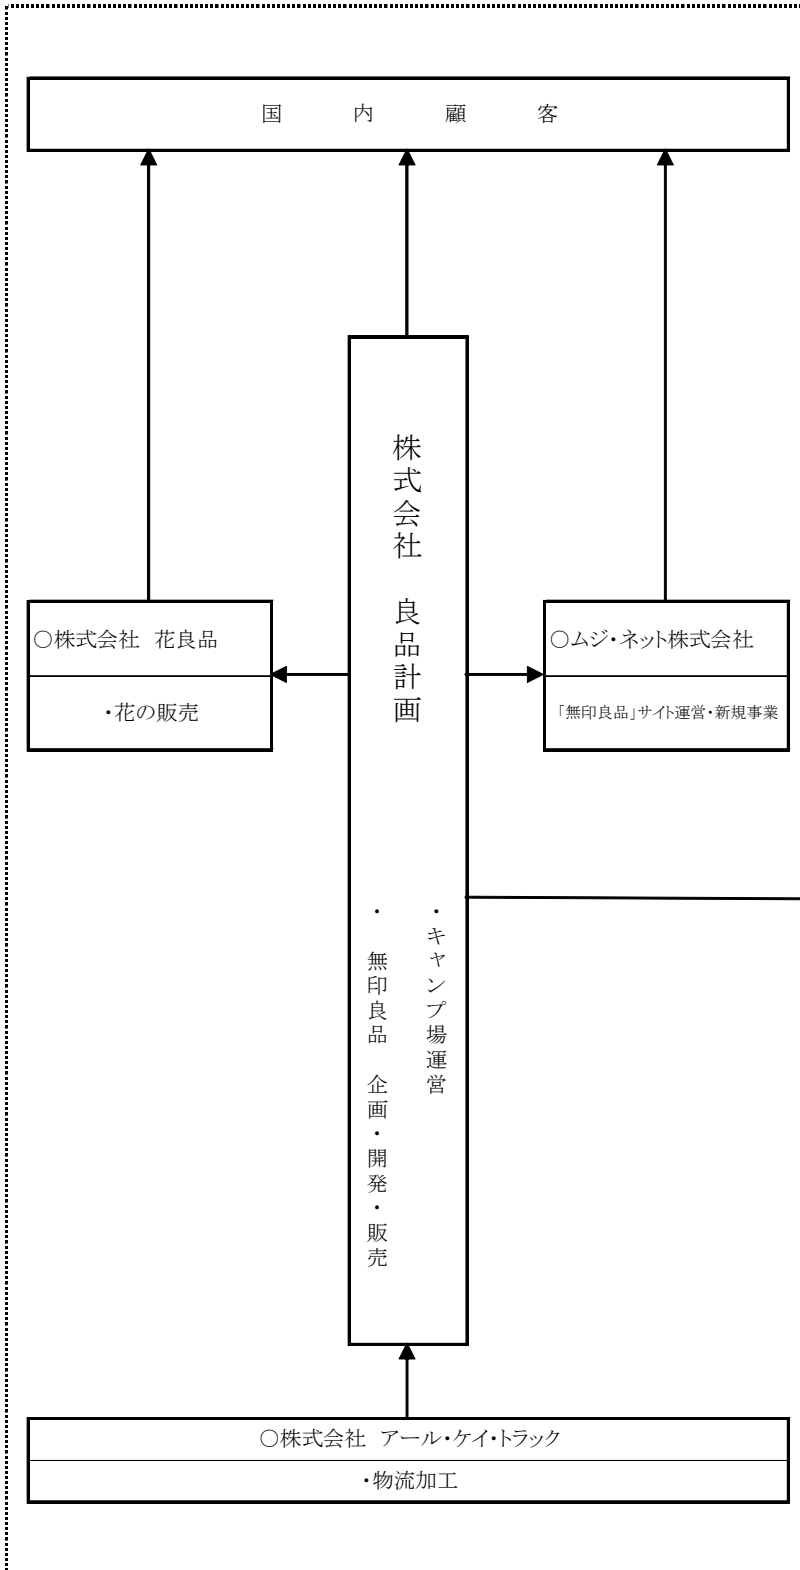 国 内 顧 客
株式会社 良品計画
○株式会社 花良品
・花の販売
○ムジ・ネット株式会社
「無印良品」サイト運営・新規事業
・キャンプ場運営
・ 無印良品 企画・開発・販売
○株式会社 アール・ケイ・トラック
・物流加工